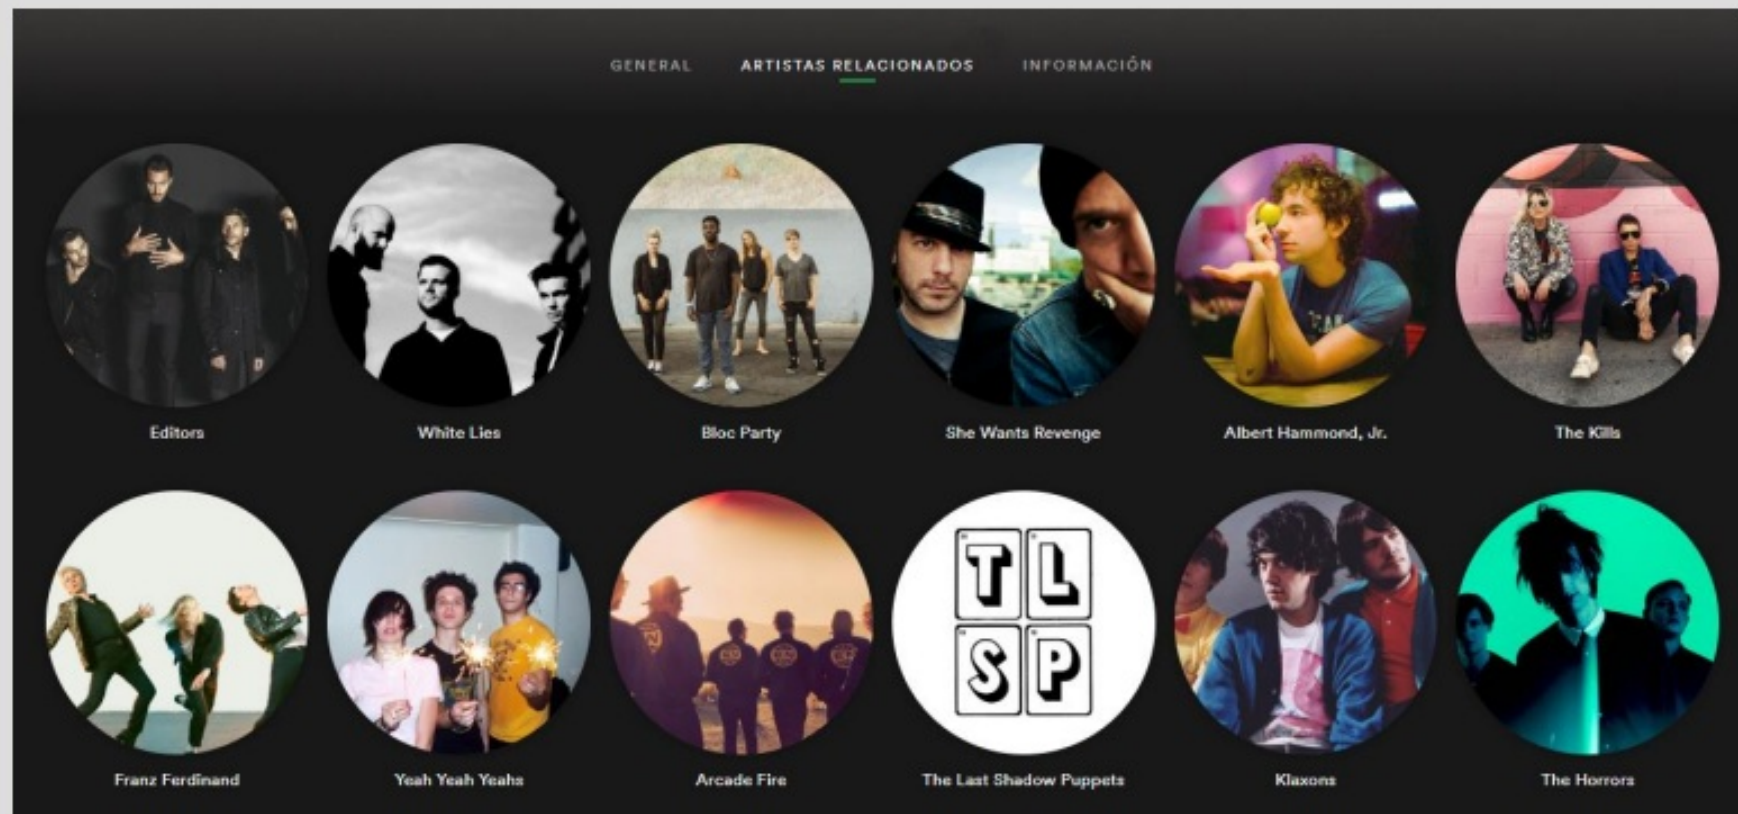 GENERAL ARTISTAS RELACIONADOS INFORMACIÓN
Editors White Lies Bloc Party She Wants Revenge Albert Hammond, Jr. The Kills
T L
S P
Franz Ferdinand Yeah Yeah Yeahs Arcade Fire The Last Shadow Puppets Klaxons The Horrors